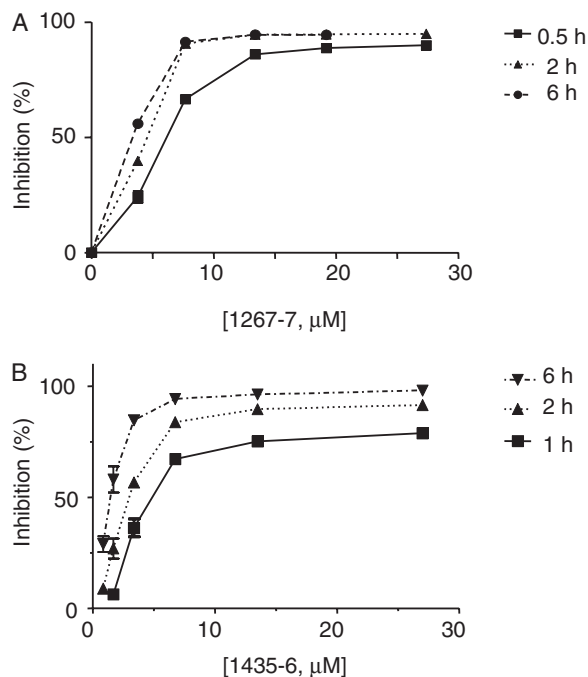 A
Inhibition (%)
100
50
0
0
10
20
30
[1267-7, μM]
0.5 h
2 h
6 h
B
Inhibition (%)
100
50
0
0
10
20
30
[1435-6, μM]
6 h
2 h
1 h